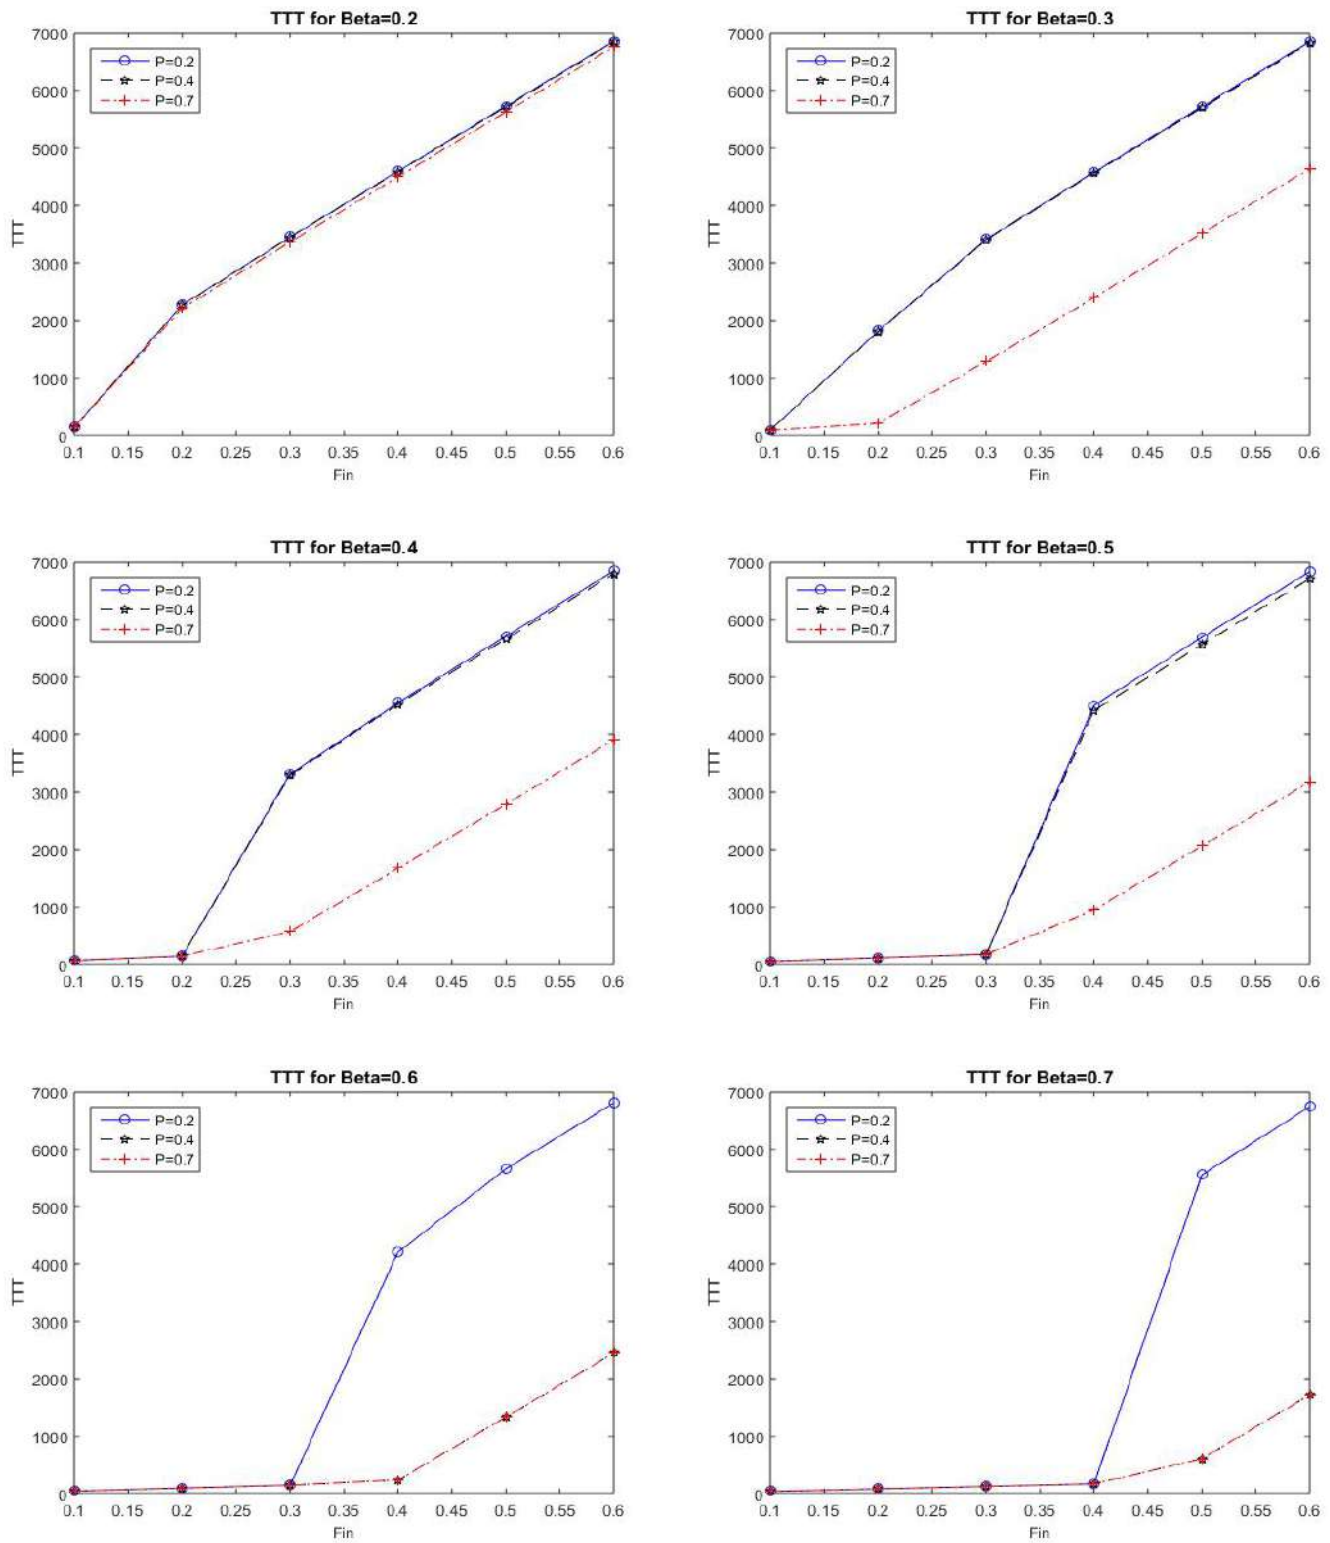 TTT for Beta=0.2
7000
6000
5000
4000
3000
2000
1000
0
TTT
P=0.2
P=0.4
P=0.7
0.1 0.15 0.2 0.25 0.3 0.35 0.4 0.45 0.5 0.55 0.6
Fin
TTT for Beta=0.3
7000
6000
5000
4000
3000
2000
1000
0
TTT
P=0.2
P=0.4
P=0.7
0.1 0.15 0.2 0.25 0.3 0.35 0.4 0.45 0.5 0.55 0.6
Fin
TTT for Beta=0.4
7000
6000
5000
4000
3000
2000
1000
0
TTT
P=0.2
P=0.4
P=0.7
0.1 0.15 0.2 0.25 0.3 0.35 0.4 0.45 0.5 0.55 0.6
Fin
TTT for Beta=0.5
7000
6000
5000
4000
3000
2000
1000
0
TTT
P=0.2
P=0.4
P=0.7
0.1 0.15 0.2 0.25 0.3 0.35 0.4 0.45 0.5 0.55 0.6
Fin
TTT for Beta=0.6
7000
6000
5000
4000
3000
2000
1000
0
TTT
P=0.2
P=0.4
P=0.7
0.1 0.15 0.2 0.25 0.3 0.35 0.4 0.45 0.5 0.55 0.6
Fin
TTT for Beta=0.7
7000
6000
5000
4000
3000
2000
1000
0
TTT
P=0.2
P=0.4
P=0.7
0.1 0.15 0.2 0.25 0.3 0.35 0.4 0.45 0.5 0.55 0.6
Fin